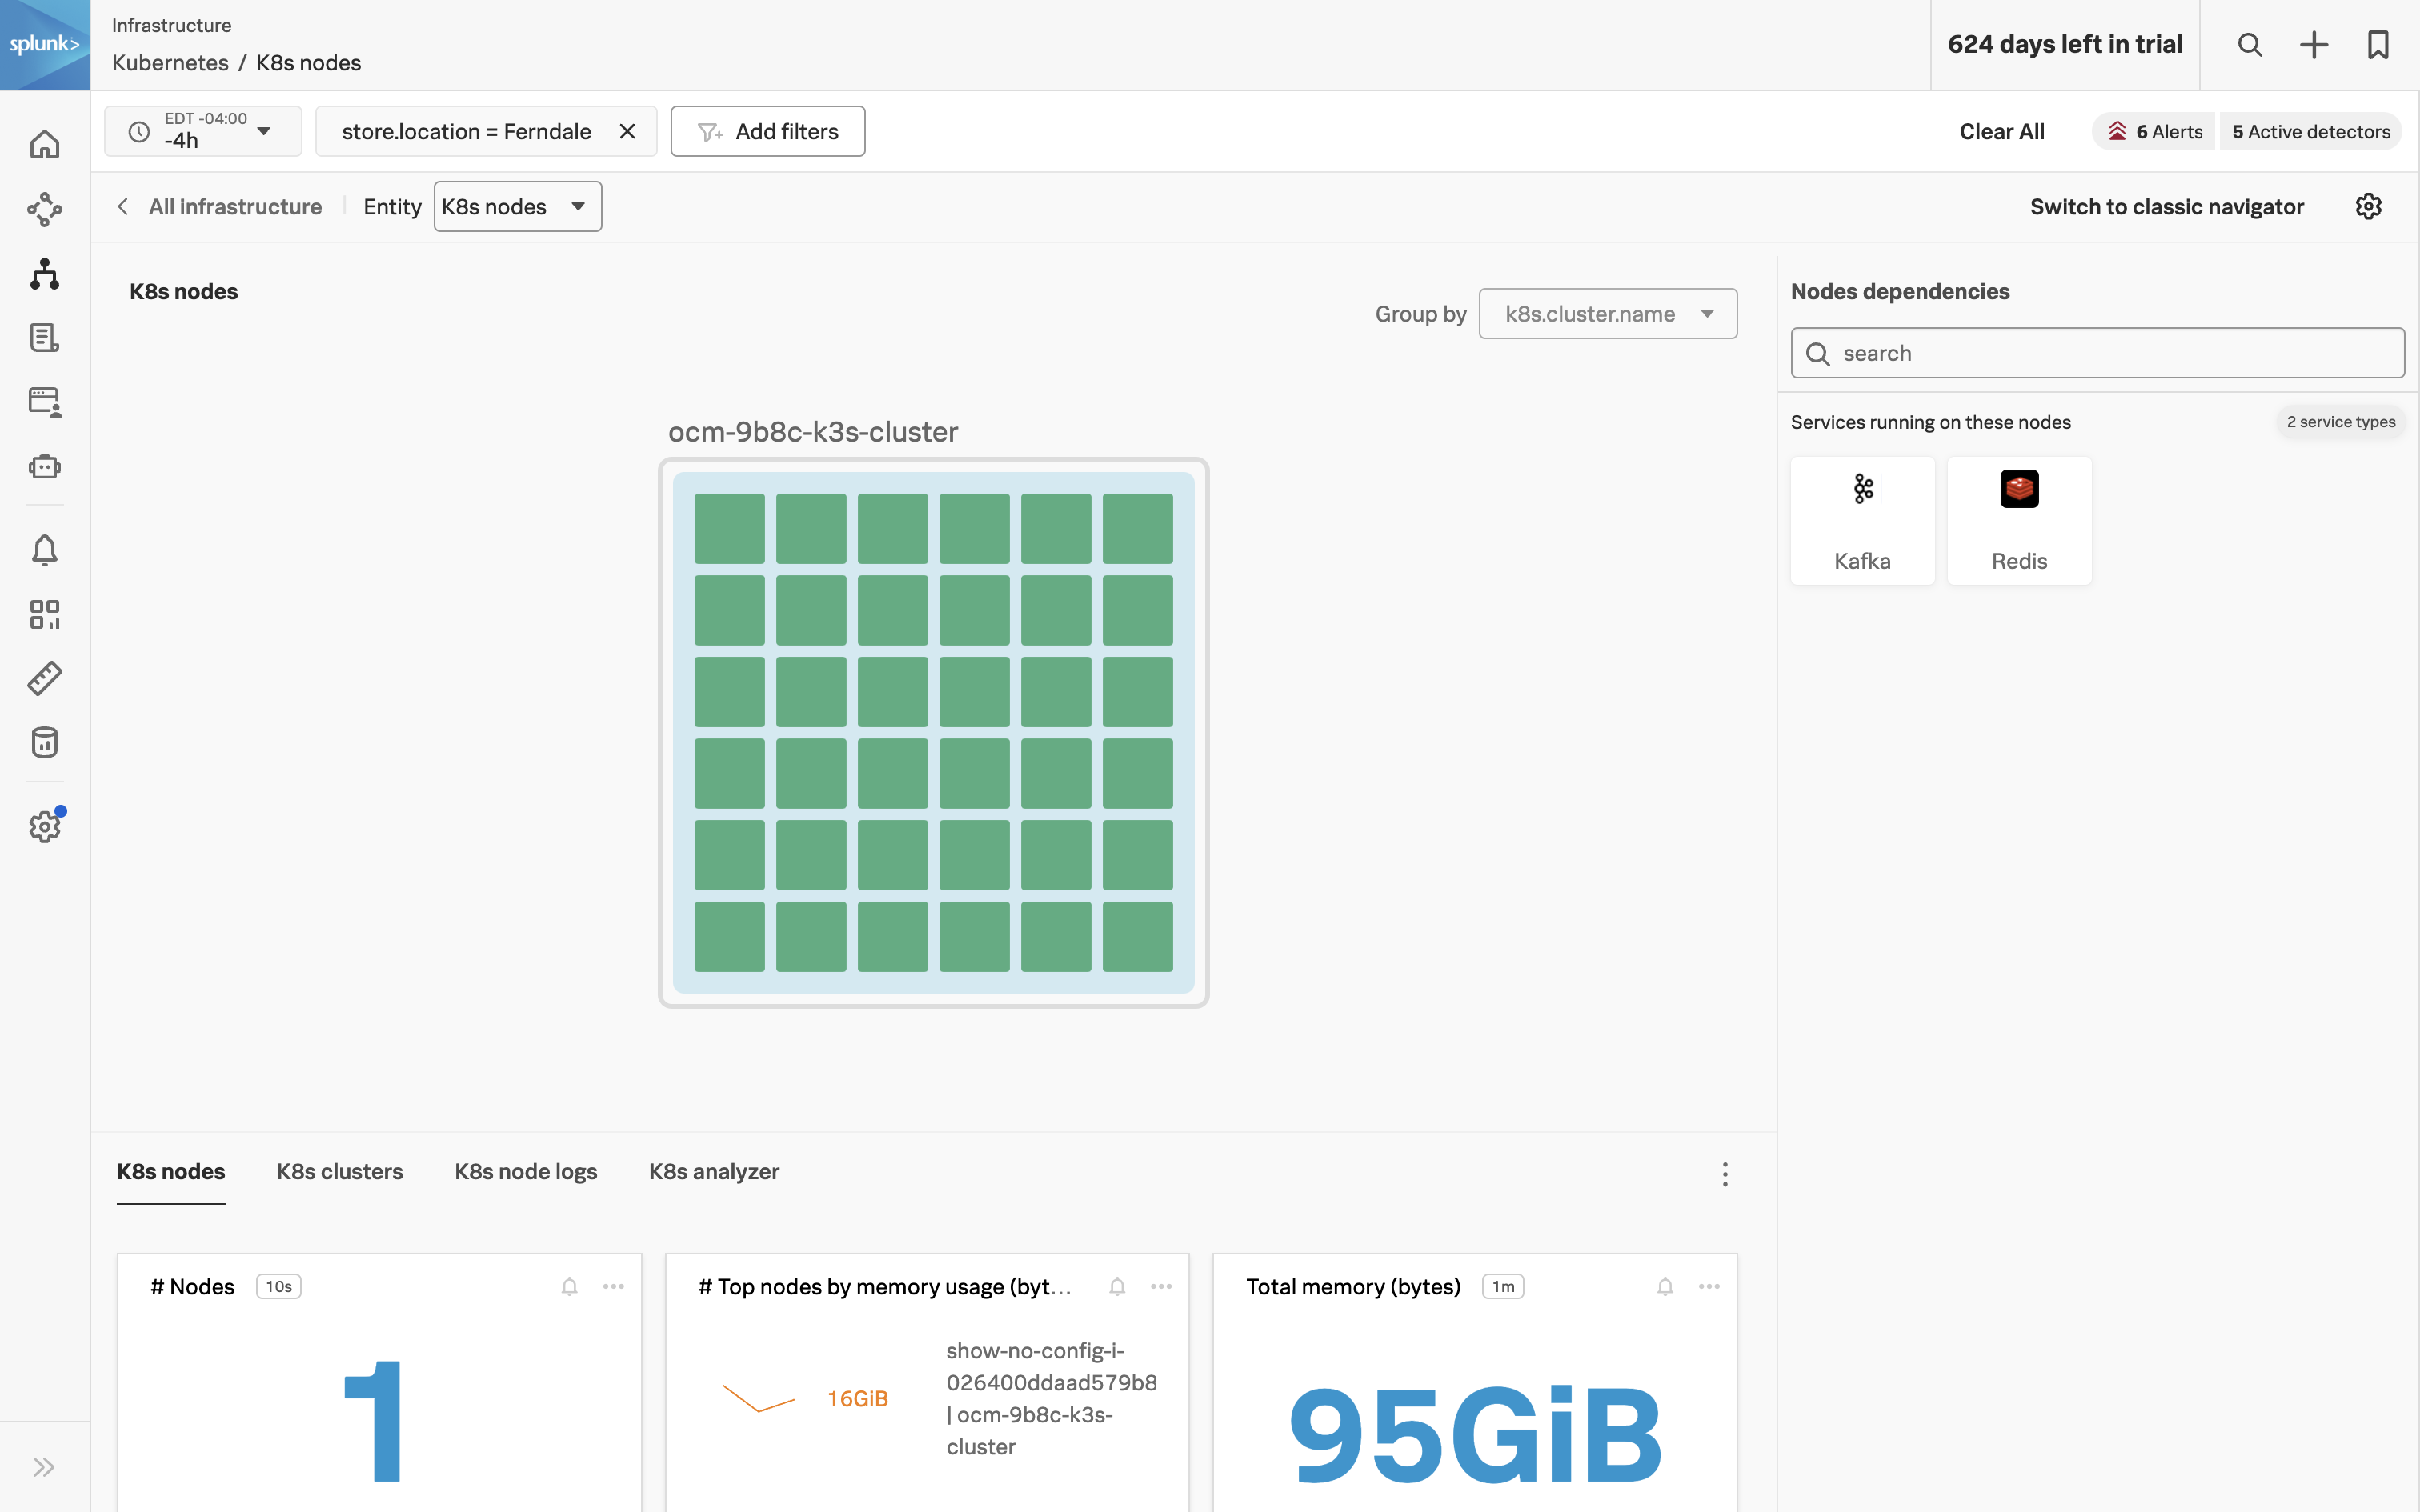 splunk>
Infrastructure
Kubernetes / K8s nodes
624 days left in trial
EDT -04:00
-4h
store.location = Ferndale
Add filters
Clear All
6 Alerts
5 Active detectors
All infrastructure
Entity
K8s nodes
Switch to classic navigator
K8s nodes
Group by
k8s.cluster.name
ocm-9b8c-k3s-cluster
Nodes dependencies
search
Services running on these nodes
2 service types
Kafka
Redis
K8s nodes
K8s clusters
K8s node logs
K8s analyzer
# Nodes
10s
1
# Top nodes by memory usage (byt...
16GiB
show-no-config-i-
026400ddaad579b8
| ocm-9b8c-k3s-
cluster
Total memory (bytes)
1m
95GiB